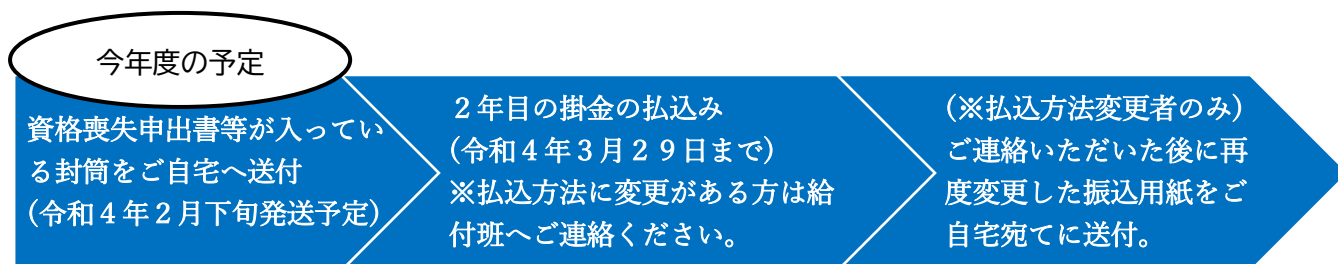 今年度の予定
資格喪失申出書等が入ってい
る封筒をご自宅へ送付
(令和４年２月下旬発送予定)
２年目の掛金の払込み
(令和４年３月２９日まで)
※払込方法に変更がある方は給
付班へご連絡ください。
(※払込方法変更者のみ)
ご連絡いただいた後に再
度変更した振込用紙をご
自宅宛てに送付。